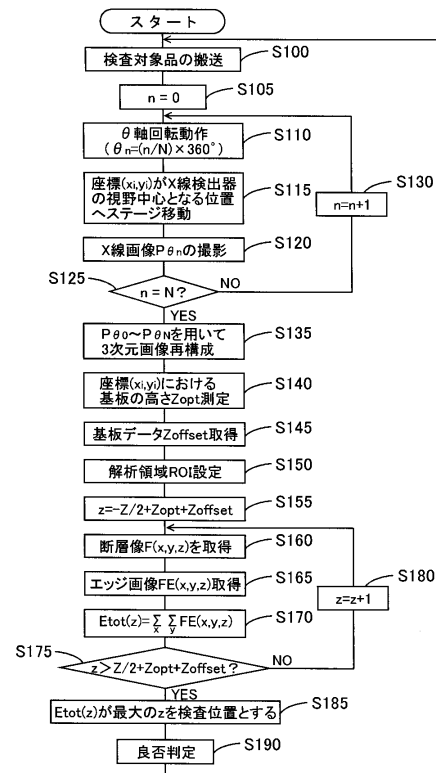 スタート
検査対象品の搬送
S100
n = 0
S105
θ 軸回転動作
(θn=(n/N)×360°)
S110
座標(xi,yi)がX線検出器
の視野中心となる位置
へステージ移動
S115
n=n+1
S130
X線画像Pθnの撮影
S120
S125
n = N?
NO
YES
Pθ0～PθNを用いて
3次元画像再構成
S135
座標(xi,yi)における
基板の高さZopt測定
S140
基板データZoffset取得
S145
解析領域ROI設定
S150
z=-Z/2+Zopt+Zoffset
S155
断層像F(x,y,z)を取得
S160
エッジ画像FE(x,y,z)取得
S165
z=z+1
S180
Etot(z)=Σ Σ FE(x,y,z)
x y
S170
S175
z>Z/2+Zopt+Zoffset?
NO
YES
Etot(z)が最大のzを検査位置とする
S185
良否判定
S190